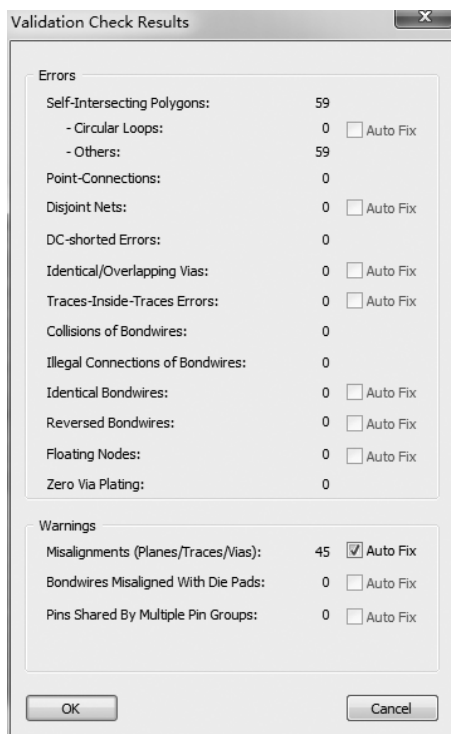 Validation Check Results
Errors
Self-Intersecting Polygons: 59
- Circular Loops: 0 Auto Fix
- Others: 59
Point-Connections: 0
Disjoint Nets: 0 Auto Fix
DC-shorted Errors: 0
Identical/Overlapping Vias: 0 Auto Fix
Traces-Inside-Traces Errors: 0 Auto Fix
Collisions of Bondwires: 0
Illegal Connections of Bondwires: 0
Identical Bondwires: 0 Auto Fix
Reversed Bondwires: 0 Auto Fix
Floating Nodes: 0 Auto Fix
Zero Via Plating: 0
Warnings
Misalignments (Planes/Traces/Vias): 45 Auto Fix
Bondwires Misaligned With Die Pads: 0 Auto Fix
Pins Shared By Multiple Pin Groups: 0 Auto Fix
OK Cancel